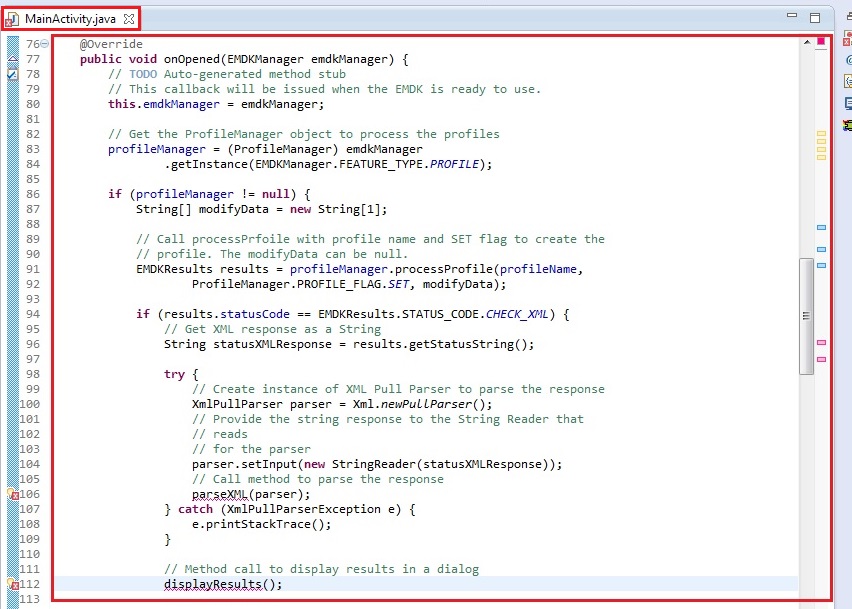 MainActivity.java
76 @Override
77 public void onOpened(EMDKManager emdkManager) {
78 // TODO Auto-generated method stub
79 // This callback will be issued when the EMDK is ready to use.
80 this.emdkManager = emdkManager;
81
82 // Get the ProfileManager object to process the profiles
83 profileManager = (ProfileManager) emdkManager
84 .getInstance(EMDKManager.FEATURE_TYPE.PROFILE);
85
86 if (profileManager != null) {
87 String[] modifyData = new String[1];
88
89 // Call processPrfoile with profile name and SET flag to create the
90 // profile. The modifyData can be null.
91 EMDKResults results = profileManager.processProfile(profileName,
92 ProfileManager.PROFILE_FLAG.SET, modifyData);
93
94 if (results.statusCode == EMDKResults.STATUS_CODE.CHECK_XML) {
95 // Get XML response as a String
96 String statusXMLResponse = results.getStatusString();
97
98 try {
99 // Create instance of XML Pull Parser to parse the response
100 XmlPullParser parser = Xml.newPullParser();
101 // Provide the string response to the String Reader that
102 // reads
103 // for the parser
104 parser.setInput(new StringReader(statusXMLResponse));
105 // Call method to parse the response
106 parseXML(parser);
107 } catch (XmlPullParserException e) {
108 e.printStackTrace();
109 }
110
111 // Method call to display results in a dialog
112 displayResults();
113